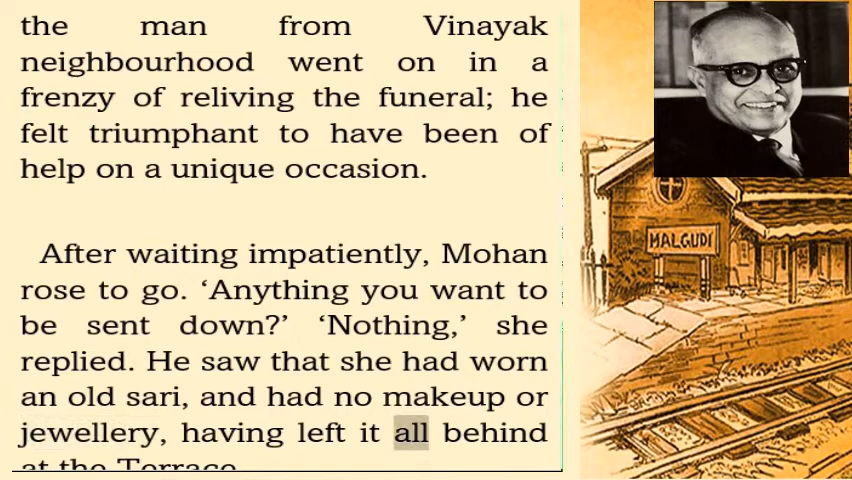 the man from Vinayak
neighbourhood went on in a
frenzy of reliving the funeral; he
felt triumphant to have been of
help on a unique occasion.
After waiting impatiently, Mohan
rose to go. ‘Anything you want to
be sent down?’ ‘Nothing,’ she
replied. He saw that she had worn
an old sari, and had no makeup or
jewellery, having left it all behind
at the Terrace
MALGUDI